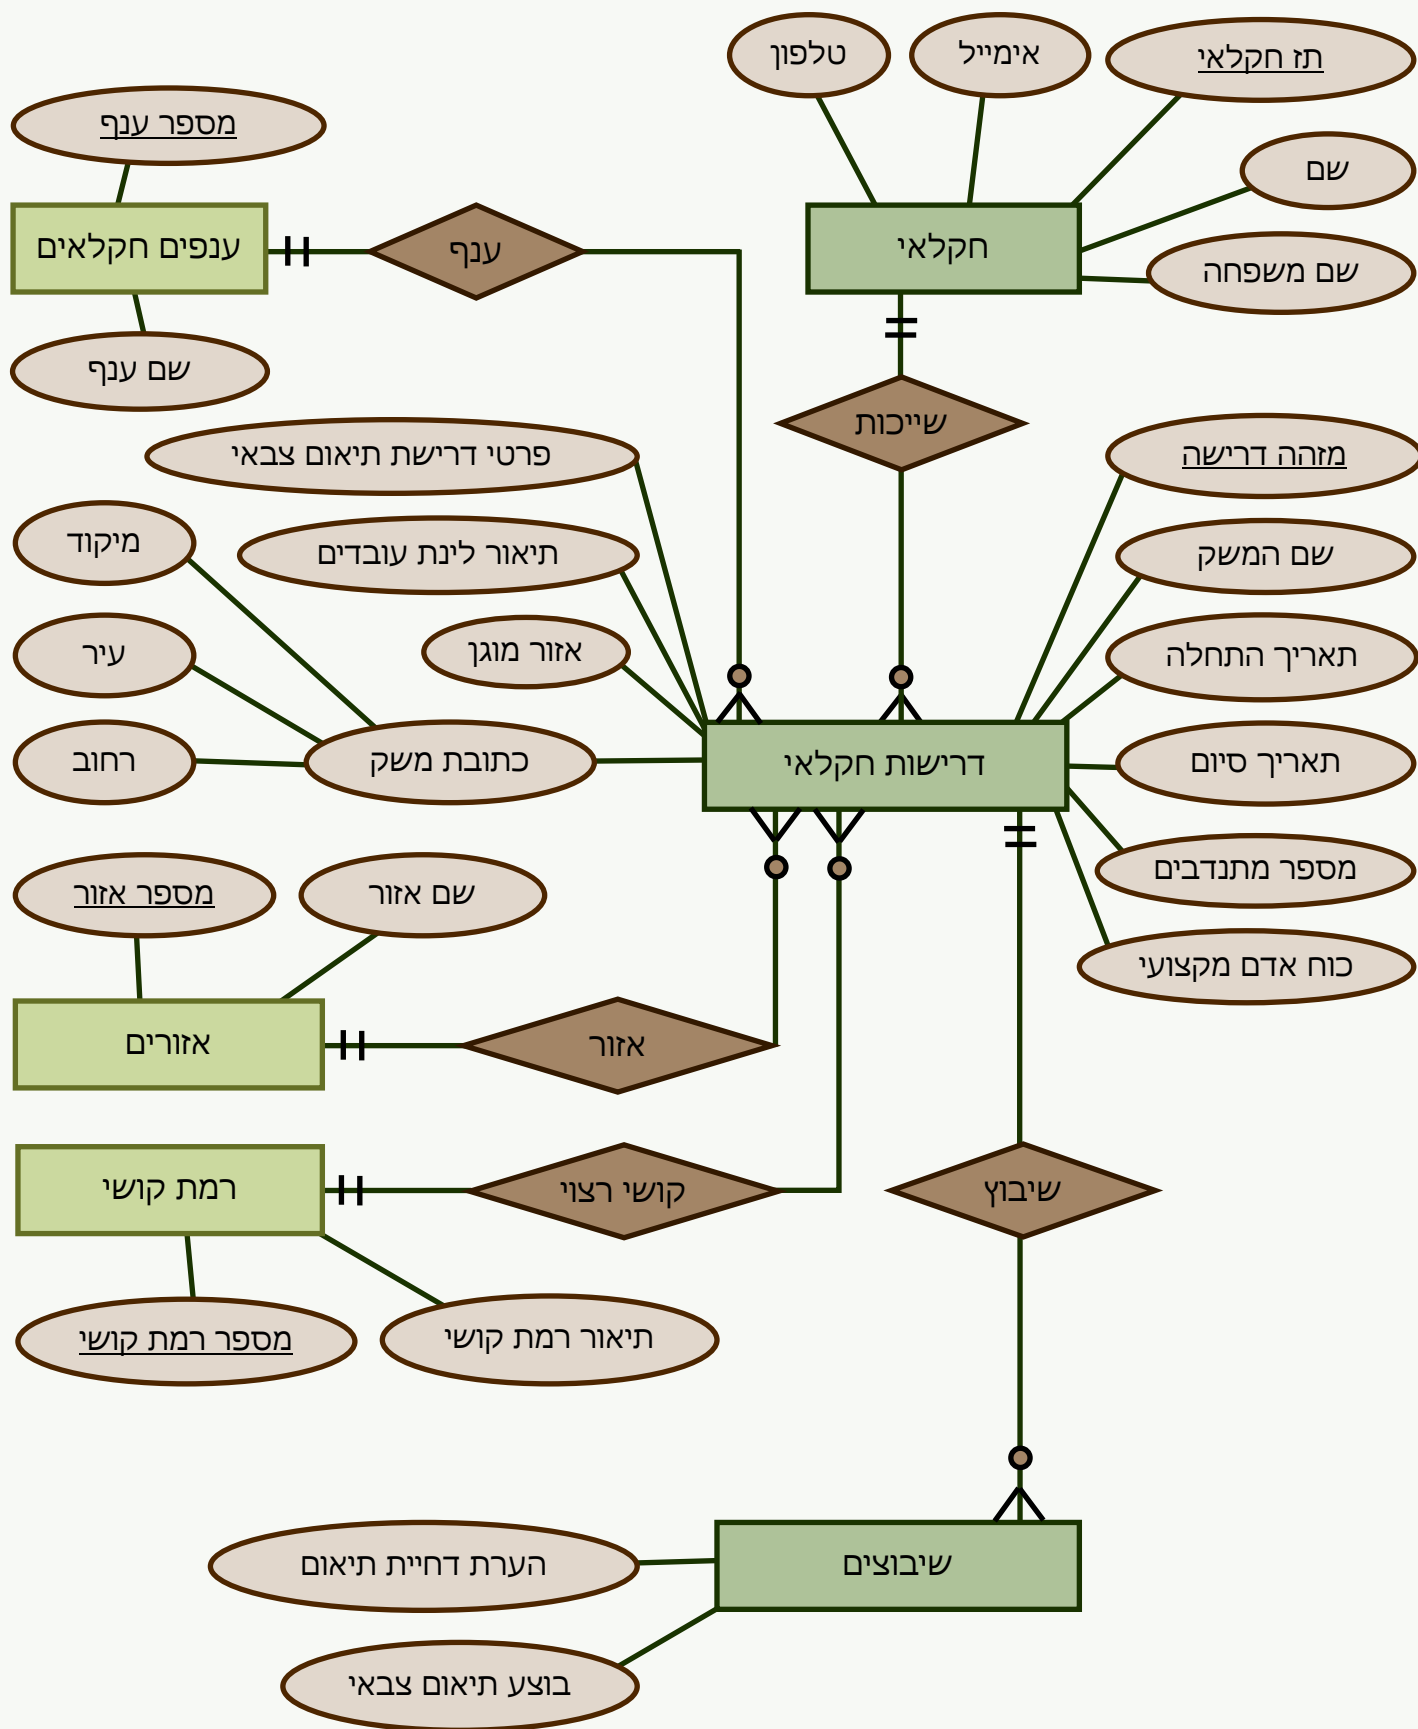 טלפון
אימייל
תז חקלאי
שם
שם משפחה
חקלאי
מספר ענף
ענפים חקלאים
שם ענף
ענף
שייכות
פרטי דרישת תיאום צבאי
תיאור לינת עובדים
אזור מוגן
מיקוד
עיר
רחוב
כתובת משק
דרישות חקלאי
מזהה דרישה
שם המשק
תאריך התחלה
תאריך סיום
מספר מתנדבים
כוח אדם מקצועי
מספר אזור
שם אזור
אזורים
אזור
רמת קושי
קושי רצוי
שיבוץ
מספר רמת קושי
תיאור רמת קושי
שיבוצים
הערת דחיית תיאום
בוצע תיאום צבאי